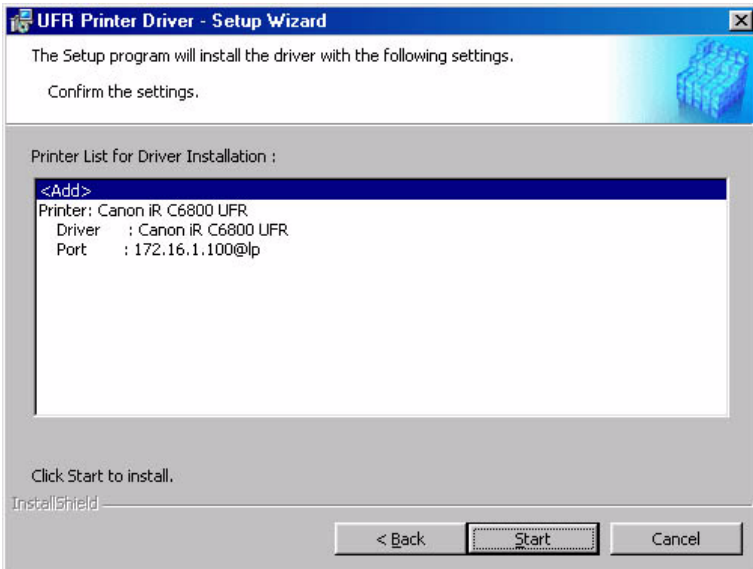 UFR Printer Driver - Setup Wizard
The Setup program will install the driver with the following settings.
Confirm the settings.
Printer List for Driver Installation :
<Add>
Printer: Canon iR C6800 UFR
Driver : Canon iR C6800 UFR
Port : 172.16.1.100@lp
Click Start to install.
InstallShield
< Back Start Cancel